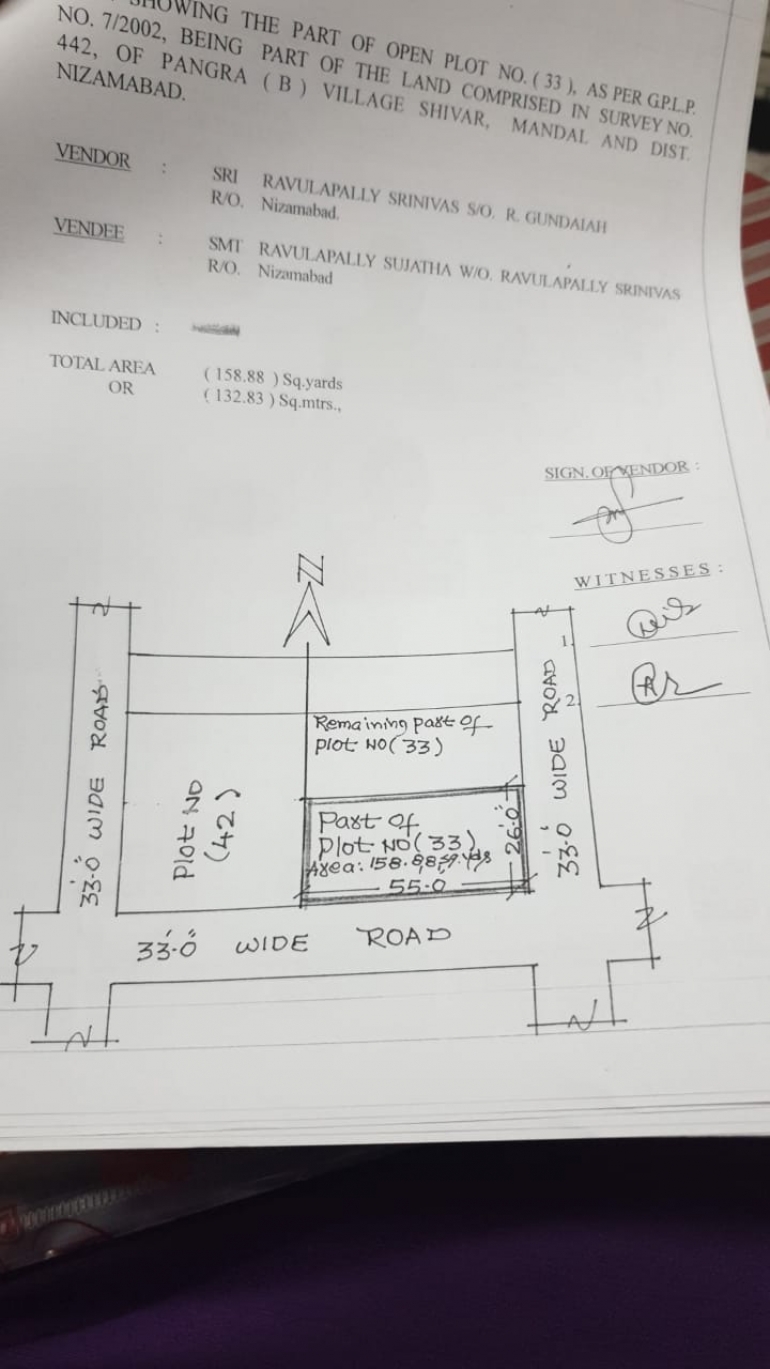 SHOWING THE PART OF OPEN PLOT NO. ( 33 ), AS PER G.P.L.P.
NO. 7/2002, BEING PART OF THE LAND COMPRISED IN SURVEY NO.
442, OF PANGRA ( B ) VILLAGE SHIVAR, MANDAL AND DIST.
NIZAMABAD.
VENDOR : SRI RAVULAPALLY SRINIVAS S/O. R. GUNDAIAH
R/O. Nizamabad.
VENDEE : SMT RAVULAPALLY SUJATHA W/O. RAVULAPALLY SRINIVAS
R/O. Nizamabad
INCLUDED :
TOTAL AREA ( 158.88 ) Sq.yards
OR ( 132.83 ) Sq.mtrs.,
SIGN. OF VENDOR :
WITNESSES :
1.
2.
N
33'-0" WIDE ROAD
Plot NO
(42)
Remaining part of
plot NO(33)
Part of
plot NO(33)
Area: 158.88 sq.yds
55-0
26'-0"
33'-0" WIDE ROAD
33'-0" WIDE ROAD